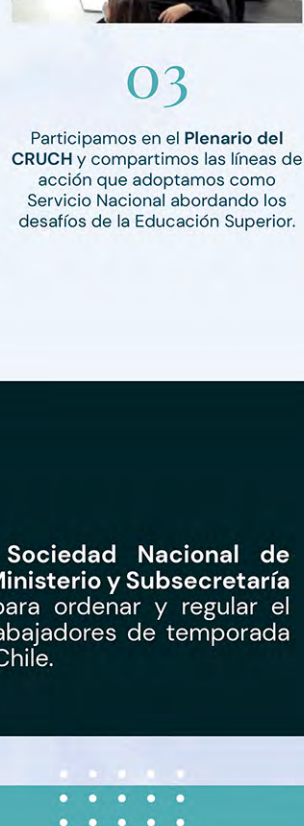 03
Participamos en el Plenario del
CRUCH y compartimos las líneas de
acción que adoptamos como
Servicio Nacional abordando los
desafíos de la Educación Superior.
Sociedad Nacional de
Ministerio y Subsecretaría
para ordenar y regular el
abajadores de temporada
Chile.